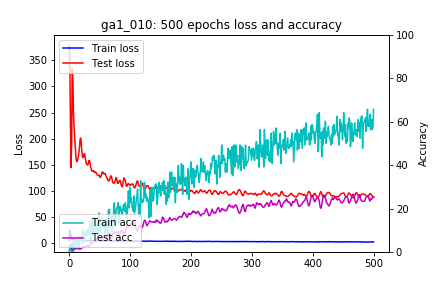 ga1_010: 500 epochs loss and accuracy
Train loss
Test loss
Train acc
Test acc
Loss
350
300
250
200
150
100
50
0
Accuracy
100
80
60
40
20
0
0 100 200 300 400 500